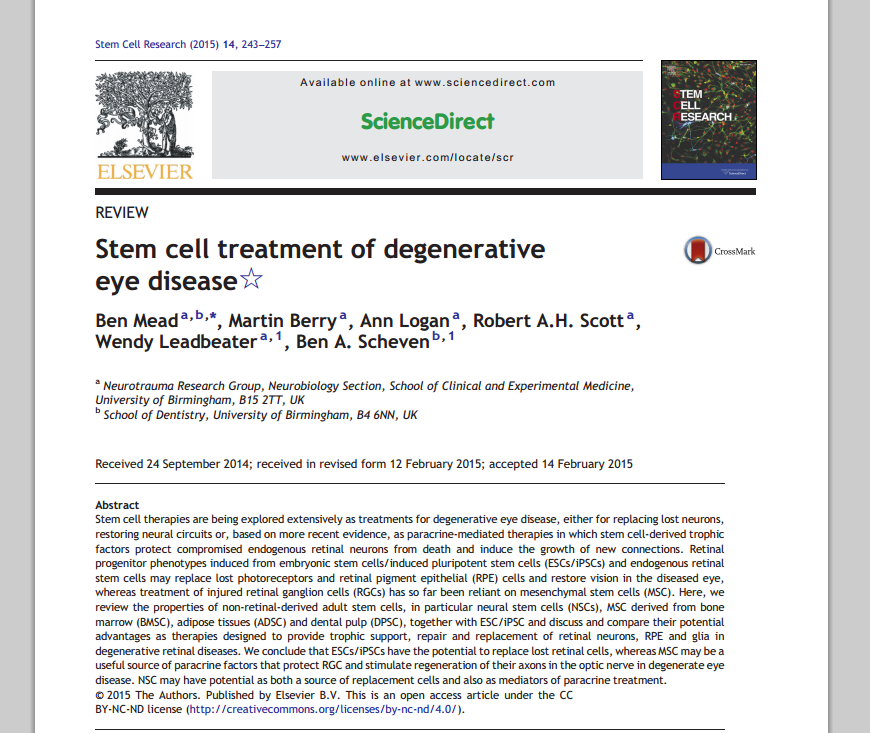 Stem Cell Research (2015) 14, 243–257
Available online at www.sciencedirect.com
ScienceDirect
www.elsevier.com/locate/scr
ELSEVIER
STEM
CELL
RESEARCH
REVIEW
Stem cell treatment of degenerative
eye disease☆
CrossMark
Ben Mead a,b,*, Martin Berry a, Ann Logan a, Robert A.H. Scott a,
Wendy Leadbeater a,1, Ben A. Scheven b,1
a Neurotrauma Research Group, Neurobiology Section, School of Clinical and Experimental Medicine,
University of Birmingham, B15 2TT, UK
b School of Dentistry, University of Birmingham, B4 6NN, UK
Received 24 September 2014; received in revised form 12 February 2015; accepted 14 February 2015
Abstract
Stem cell therapies are being explored extensively as treatments for degenerative eye disease, either for replacing lost neurons,
restoring neural circuits or, based on more recent evidence, as paracrine-mediated therapies in which stem cell-derived trophic
factors protect compromised endogenous retinal neurons from death and induce the growth of new connections. Retinal
progenitor phenotypes induced from embryonic stem cells/induced pluripotent stem cells (ESCs/iPSCs) and endogenous retinal
stem cells may replace lost photoreceptors and retinal pigment epithelial (RPE) cells and restore vision in the diseased eye,
whereas treatment of injured retinal ganglion cells (RGCs) has so far been reliant on mesenchymal stem cells (MSC). Here, we
review the properties of non-retinal-derived adult stem cells, in particular neural stem cells (NSCs), MSC derived from bone
marrow (BMSC), adipose tissues (ADSC) and dental pulp (DPSC), together with ESC/iPSC and discuss and compare their potential
advantages as therapies designed to provide trophic support, repair and replacement of retinal neurons, RPE and glia in
degenerative retinal diseases. We conclude that ESCs/iPSCs have the potential to replace lost retinal cells, whereas MSC may be a
useful source of paracrine factors that protect RGC and stimulate regeneration of their axons in the optic nerve in degenerate eye
disease. NSC may have potential as both a source of replacement cells and also as mediators of paracrine treatment.
© 2015 The Authors. Published by Elsevier B.V. This is an open access article under the CC
BY-NC-ND license (http://creativecommons.org/licenses/by-nc-nd/4.0/).